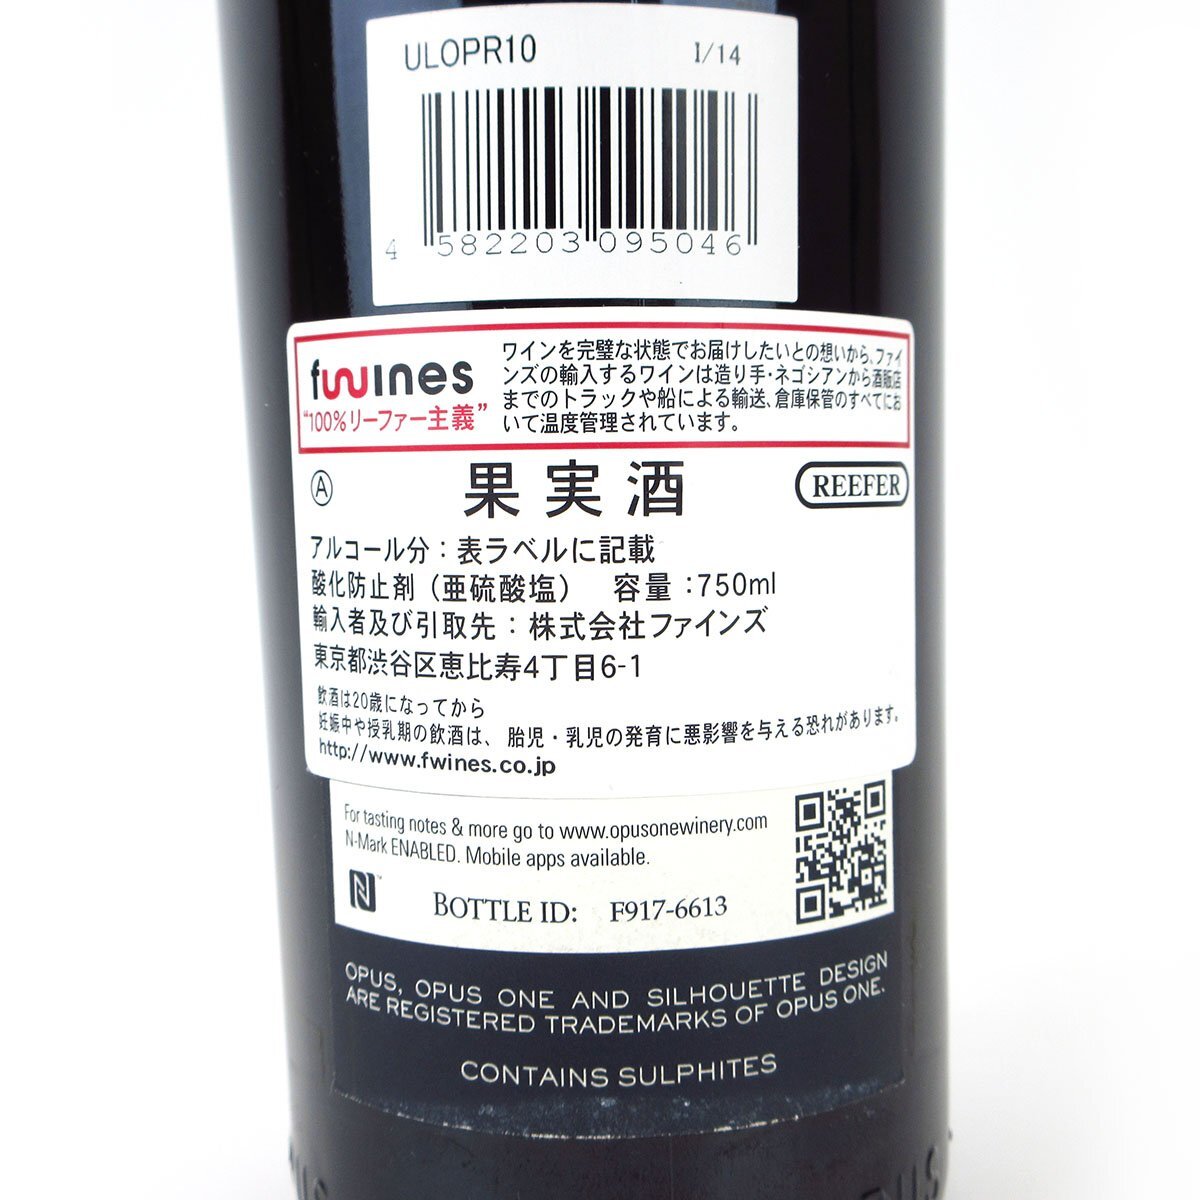 ULOPR10 I/14
4 582203 095046
fwines
"100%リーファー主義"
ワインを完璧な状態でお届けしたいとの想いから、ファイ
ンズの輸入するワインは造り手・ネゴシアンから酒販店
までのトラックや船による輸送、倉庫保管のすべてにお
いて温度管理されています。
Ⓐ 果実酒 REEFER
アルコール分：表ラベルに記載
酸化防止剤（亜硫酸塩） 容量：750ml
輸入者及び引取先：株式会社ファインズ
東京都渋谷区恵比寿4丁目6-1
飲酒は20歳になってから
妊娠中や授乳期の飲酒は、胎児・乳児の発育に悪影響を与える恐れがあります。
http://www.fwines.co.jp
For tasting notes & more go to www.opusonewinery.com
N-Mark ENABLED. Mobile apps available.
N™ BOTTLE ID: F917-6613
OPUS, OPUS ONE AND SILHOUETTE DESIGN
ARE REGISTERED TRADEMARKS OF OPUS ONE.
CONTAINS SULPHITES